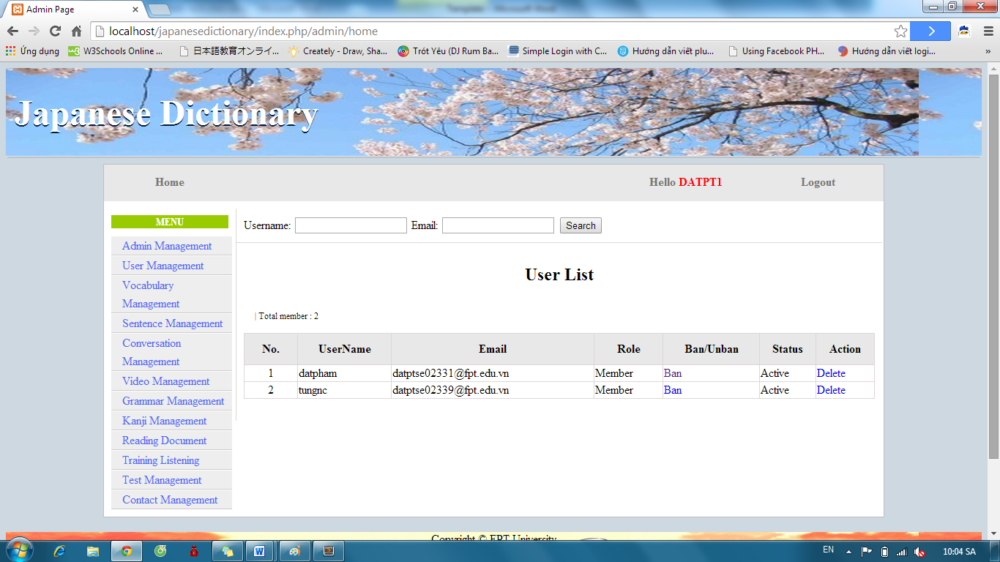 Admin Page
localhost/japanesedictionary/index.php/admin/home
Ứng dụng W3Schools Online ... 日本語教育オンライ... Creately - Draw, Sha... Trót Yêu (DJ Rum Ba... Simple Login with C... Hướng dẫn viết plu... Using Facebook PH... Hướng dẫn viết logi... »
Japanese Dictionary
Home Hello DATPT1 Logout
MENU
Admin Management
User Management
Vocabulary
Management
Sentence Management
Conversation
Management
Video Management
Grammar Management
Kanji Management
Reading Document
Training Listening
Test Management
Contact Management
Username: Email: Search
User List
| Total member : 2
No. UserName Email Role Ban/Unban Status Action
1 datpham datptse02331@fpt.edu.vn Member Ban Active Delete
2 tungnc datptse02339@fpt.edu.vn Member Ban Active Delete
Copyright © FPT University
EN 10:04 SA